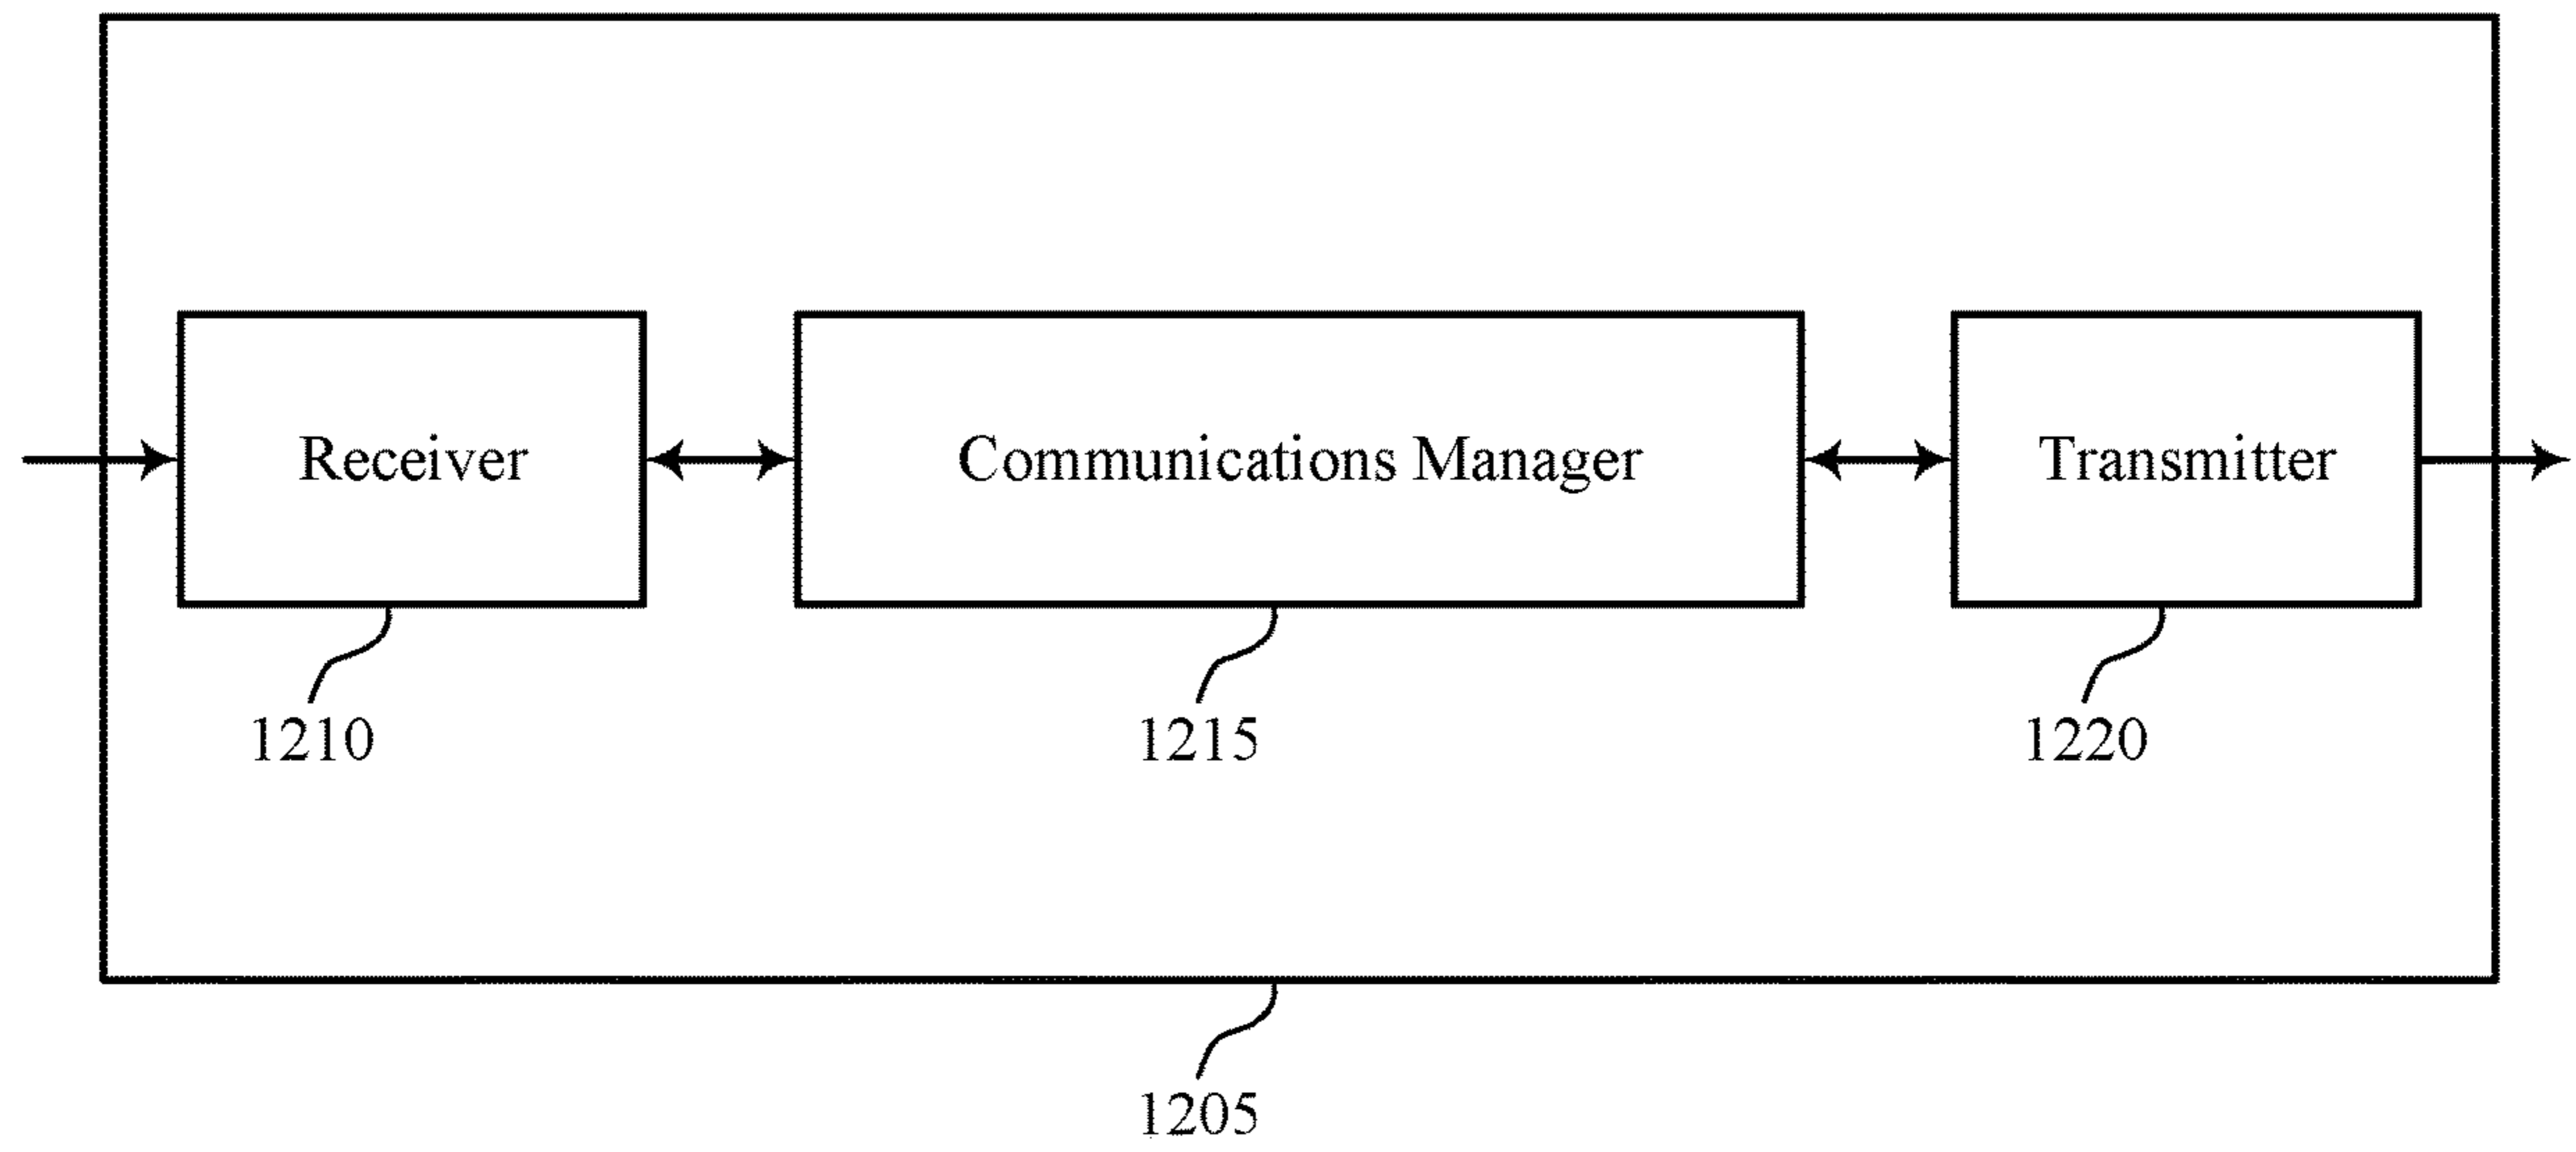 Receiver
Communications Manager
Transmitter
1210
1215
1220
1205